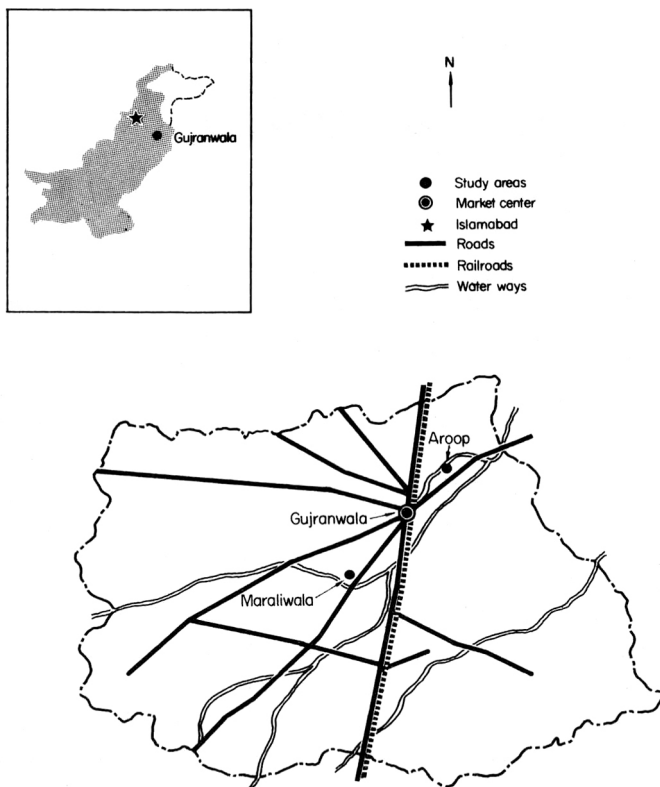 Gujranwala
N
Study areas
Market center
Islamabad
Roads
Railroads
Water ways
Aroop
Gujranwala
Maraliwala